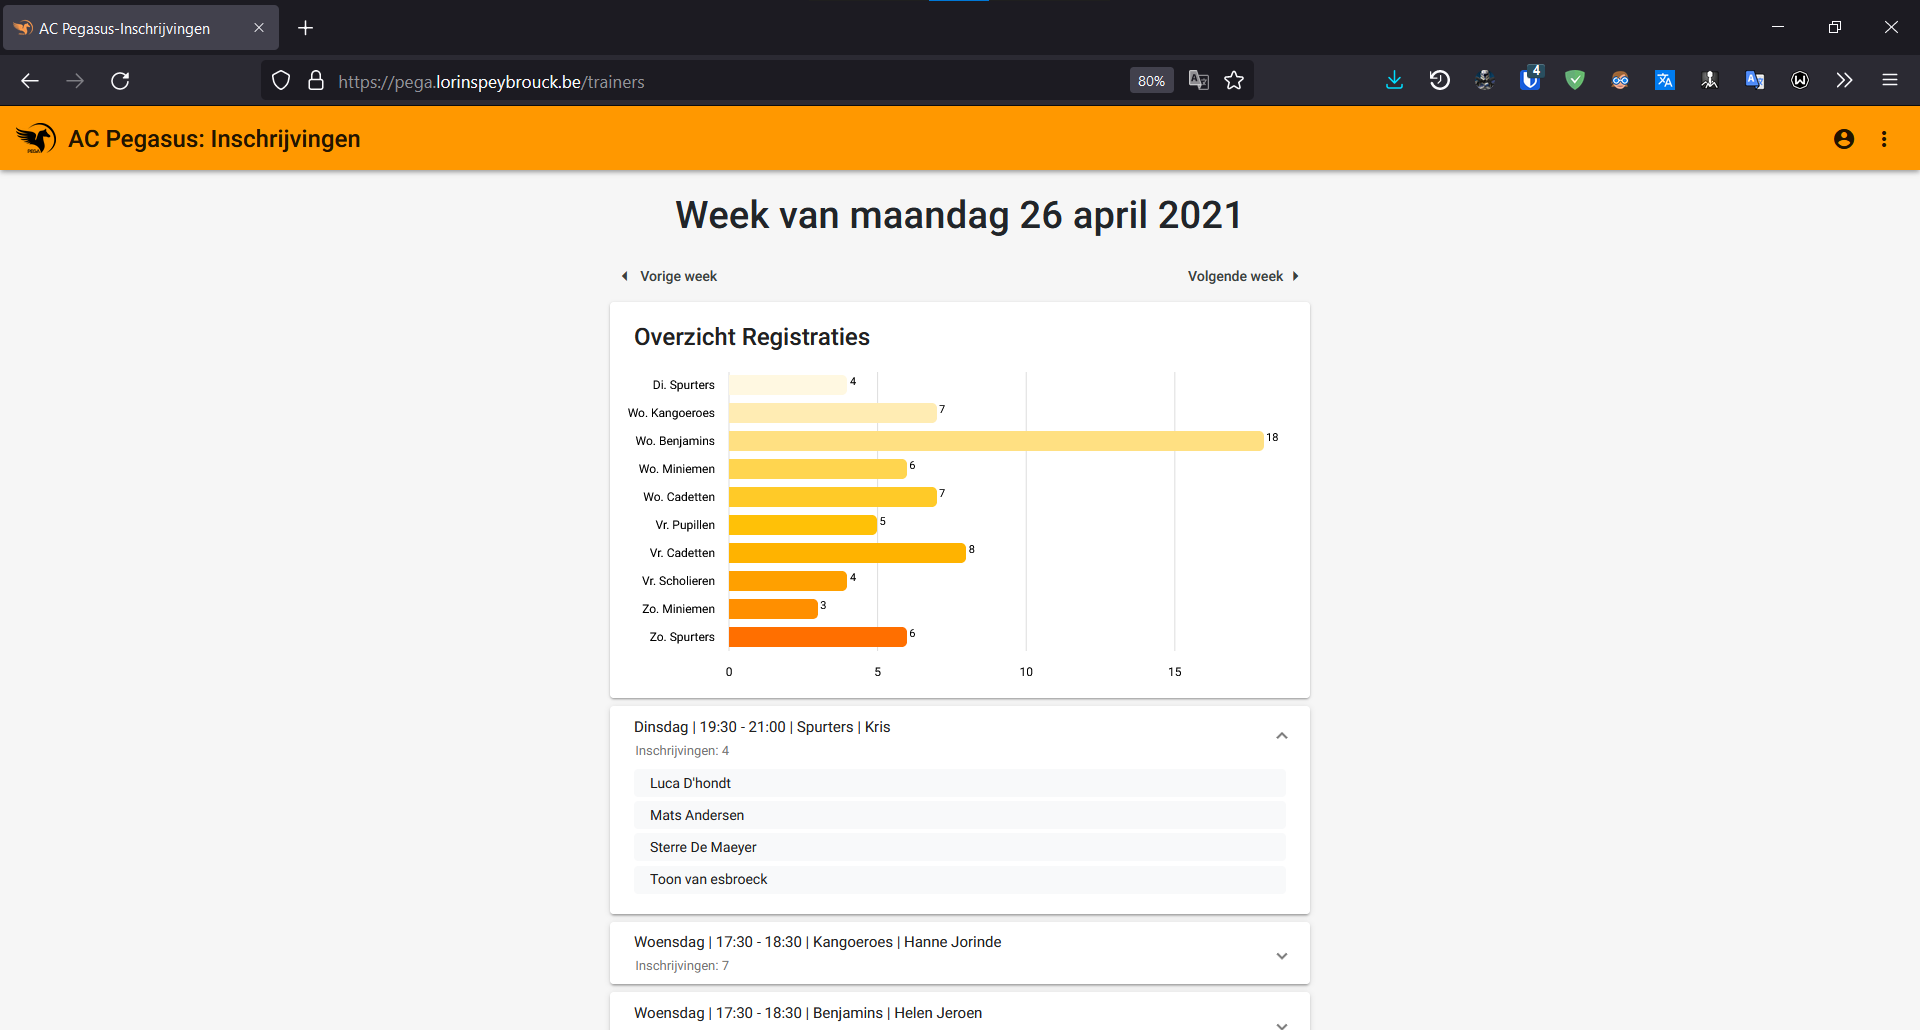 AC Pegasus-Inschrijvingen
https://pega.lorinspeybrouck.be/trainers
80%
4
AC Pegasus: Inschrijvingen
Week van maandag 26 april 2021
Vorige week
Volgende week
Overzicht Registraties
Di. Spurters 4
Wo. Kangoeroes 7
Wo. Benjamins 18
Wo. Miniemen 6
Wo. Cadetten 7
Vr. Pupillen 5
Vr. Cadetten 8
Vr. Scholieren 4
Zo. Miniemen 3
Zo. Spurters 6
0 5 10 15
Dinsdag | 19:30 - 21:00 | Spurters | Kris
Inschrijvingen: 4
Luca D'hondt
Mats Andersen
Sterre De Maeyer
Toon van esbroeck
Woensdag | 17:30 - 18:30 | Kangoeroes | Hanne Jorinde
Inschrijvingen: 7
Woensdag | 17:30 - 18:30 | Benjamins | Helen Jeroen